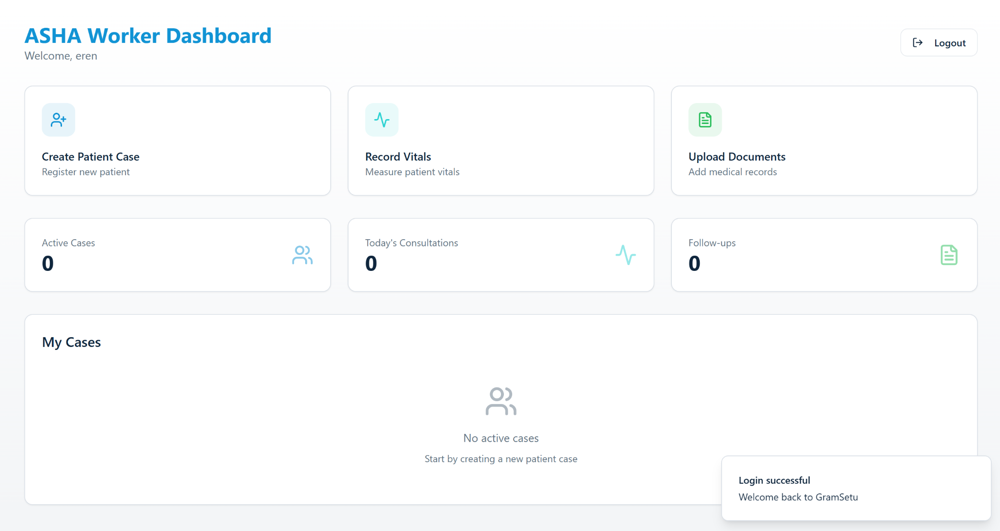 ASHA Worker Dashboard
Welcome, eren
Logout
Create Patient Case
Register new patient
Record Vitals
Measure patient vitals
Upload Documents
Add medical records
Active Cases
0
Today's Consultations
0
Follow-ups
0
My Cases
No active cases
Start by creating a new patient case
Login successful
Welcome back to GramSetu